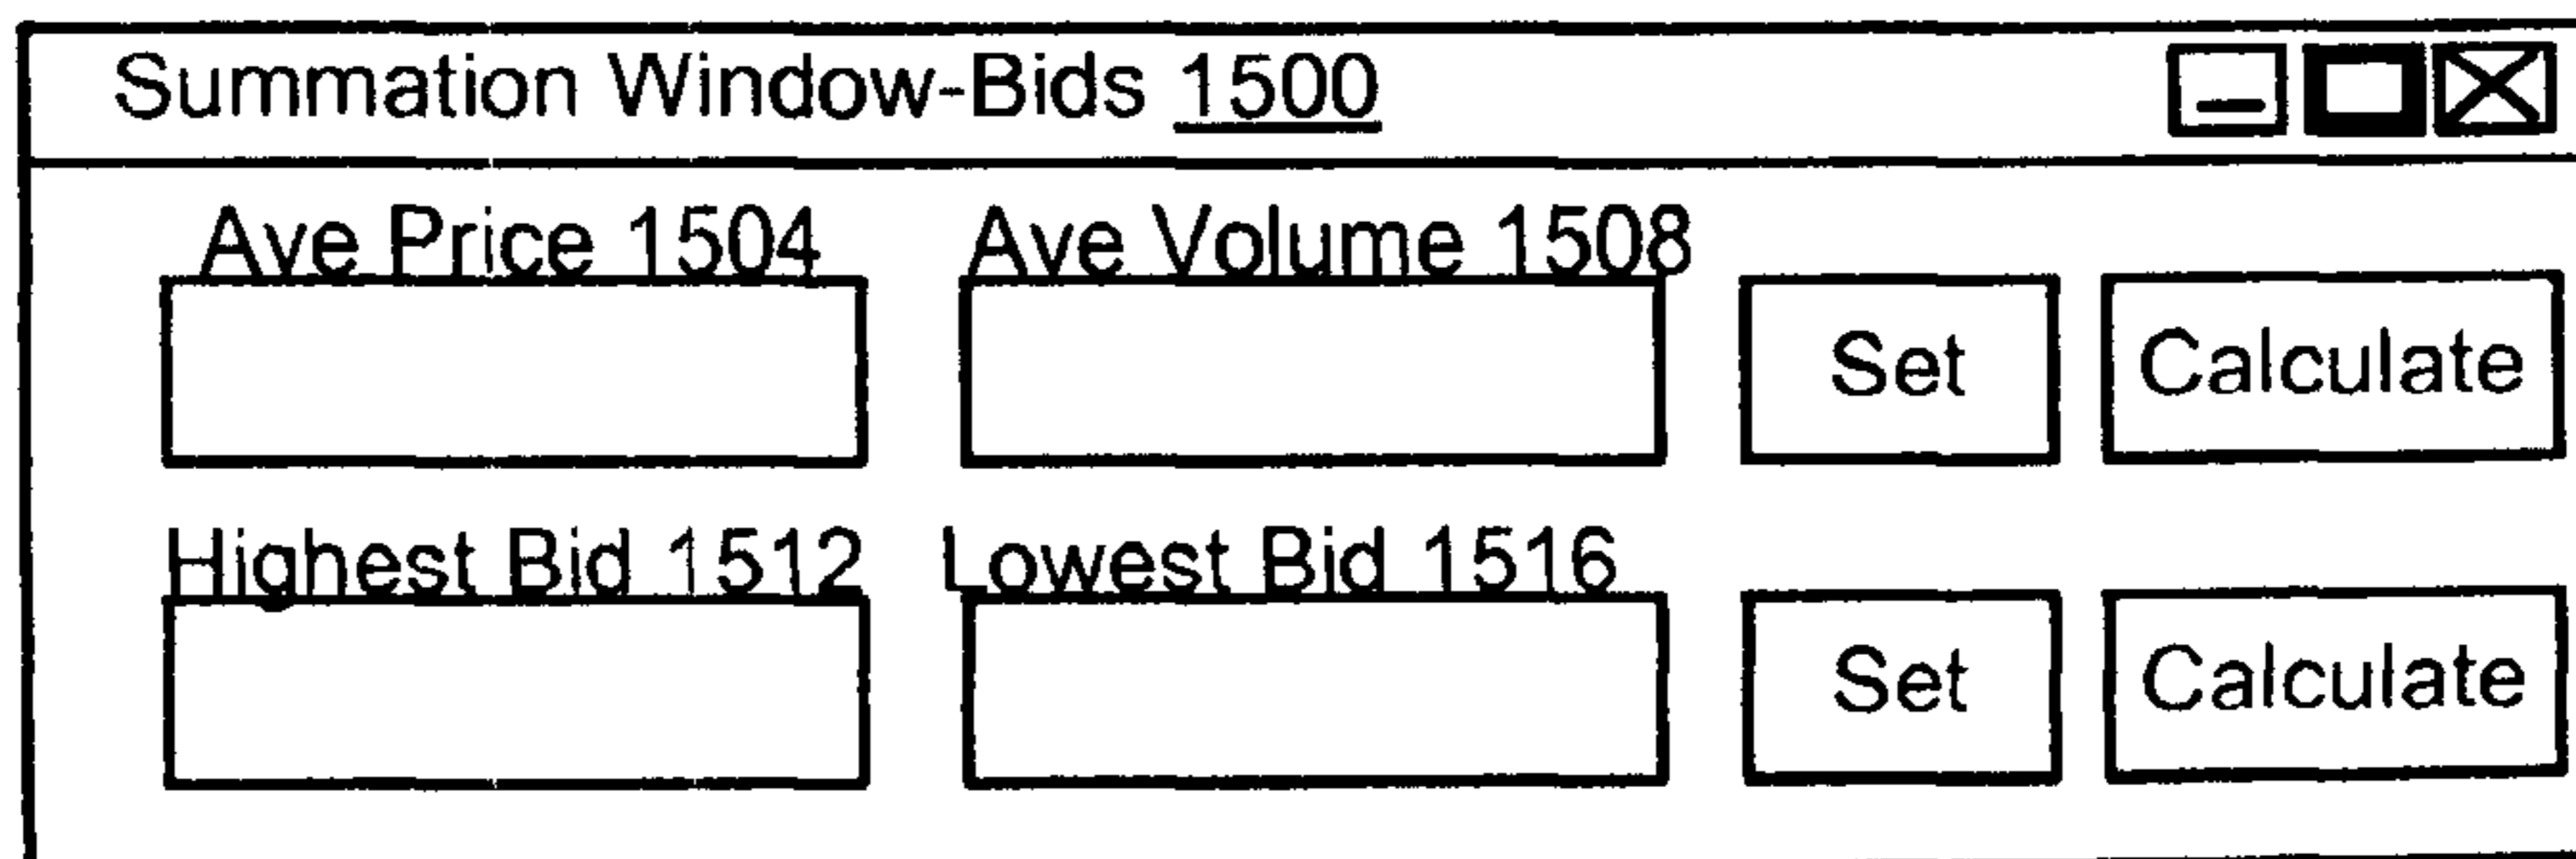 Summation Window-Bids 1500
Ave Price 1504 Ave Volume 1508
Set Calculate
Highest Bid 1512 Lowest Bid 1516
Set Calculate